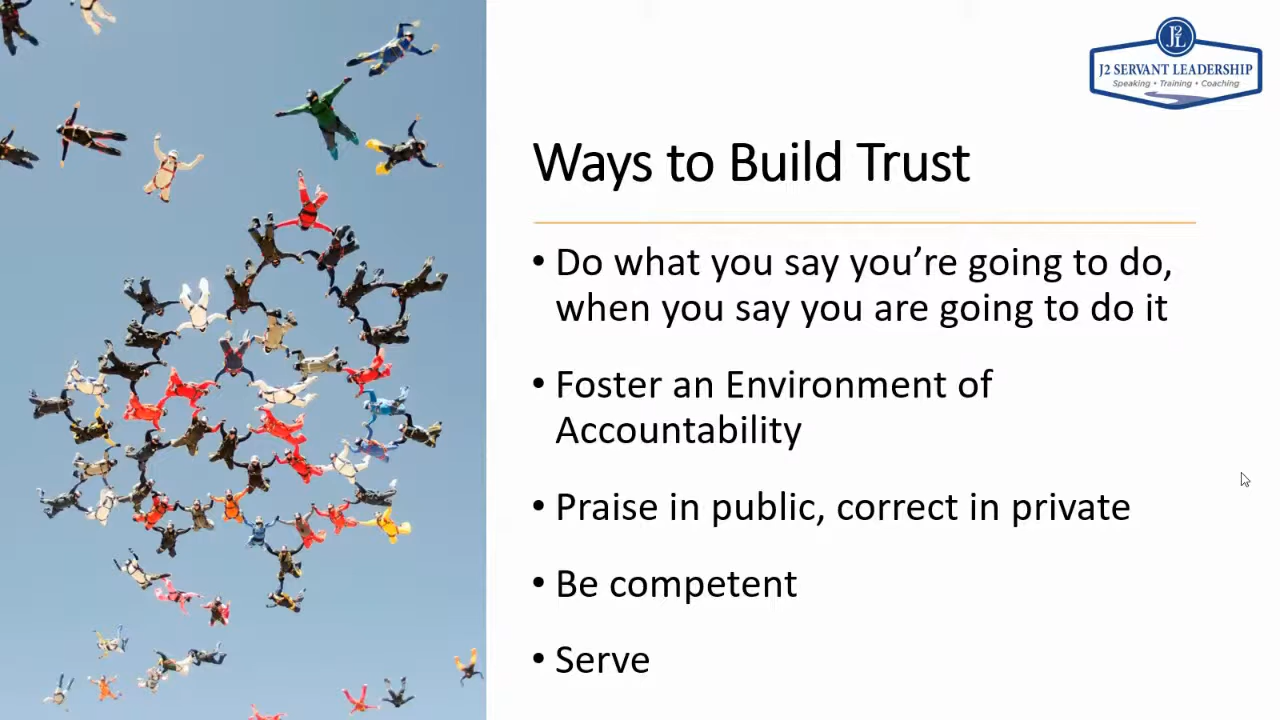 J2L
J2 SERVANT LEADERSHIP
Speaking • Training • Coaching
Ways to Build Trust
• Do what you say you’re going to do,
when you say you are going to do it
• Foster an Environment of
Accountability
• Praise in public, correct in private
• Be competent
• Serve